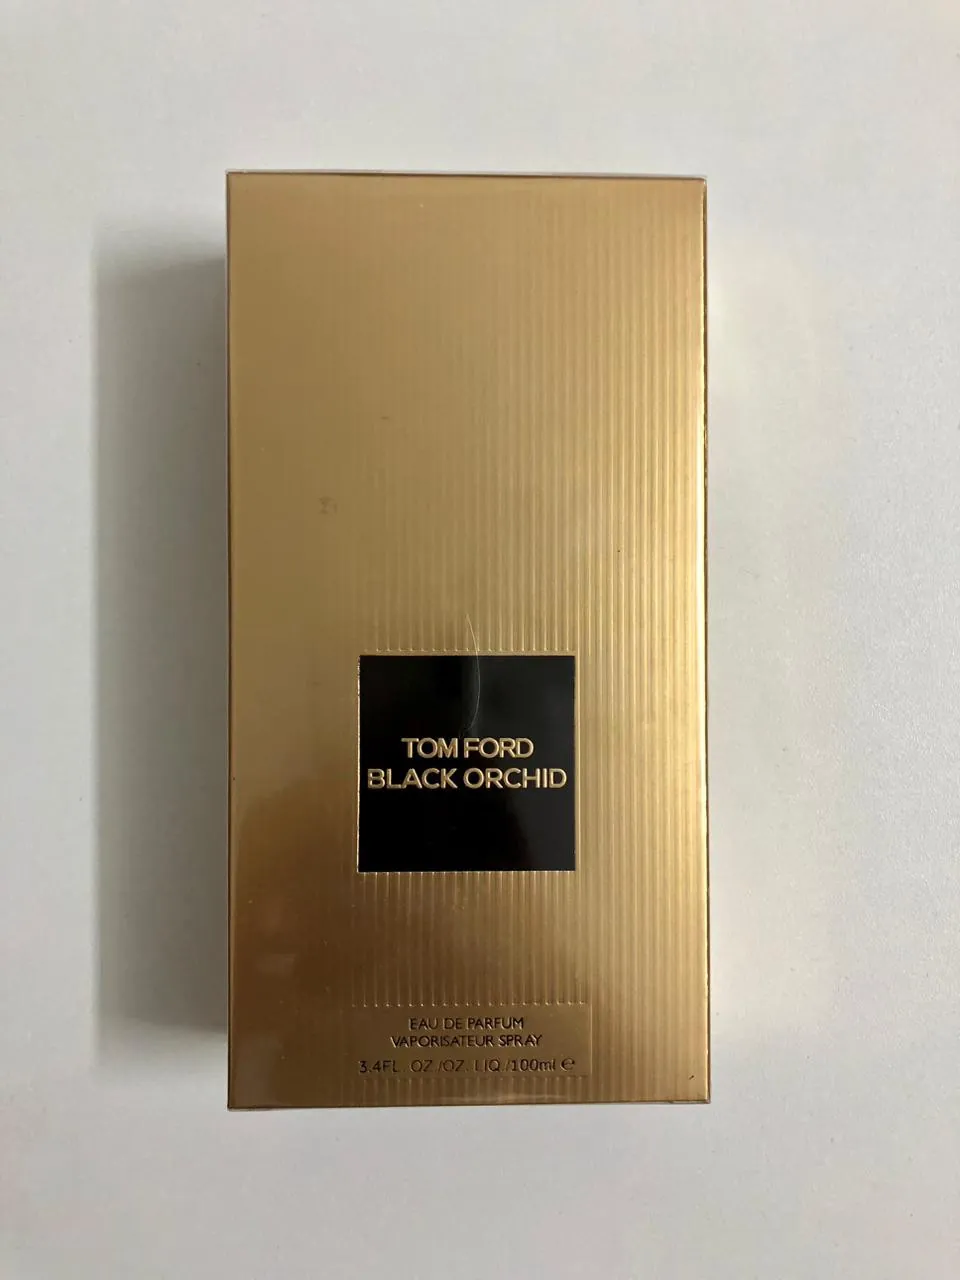 TOM FORD
BLACK ORCHID
EAU DE PARFUM
VAPORISATEUR SPRAY
3.4FL. OZ./OZ. LIQ./100ml e